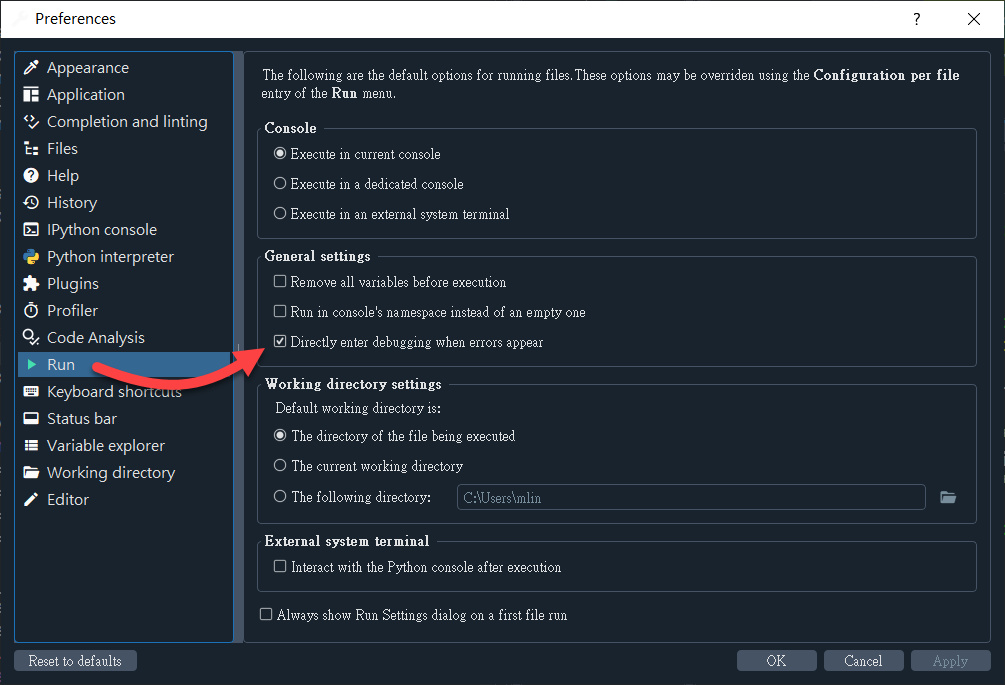 Preferences
?
Appearance
Application
Completion and linting
Files
Help
History
IPython console
Python interpreter
Plugins
Profiler
Code Analysis
Run
Keyboard shortcuts
Status bar
Variable explorer
Working directory
Editor
The following are the default options for running files. These options may be overriden using the Configuration per file
entry of the Run menu.
Console
Execute in current console
Execute in a dedicated console
Execute in an external system terminal
General settings
Remove all variables before execution
Run in console's namespace instead of an empty one
Directly enter debugging when errors appear
Working directory settings
Default working directory is:
The directory of the file being executed
The current working directory
The following directory: C:\Users\mlin
External system terminal
Interact with the Python console after execution
Always show Run Settings dialog on a first file run
Reset to defaults OK Cancel Apply